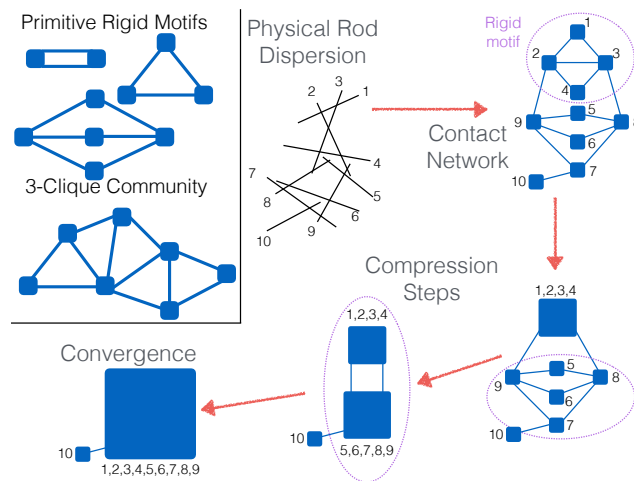 Primitive Rigid Motifs
3-Clique Community
Physical Rod
Dispersion
3
2
1
4
7
5
8
6
9
10
Rigid
motif
1
2
3
4
5
9
8
6
7
10
Contact
Network
Compression
Steps
1,2,3,4
5
9
8
6
7
10
1,2,3,4
10
5,6,7,8,9
Convergence
10
1,2,3,4,5,6,7,8,9